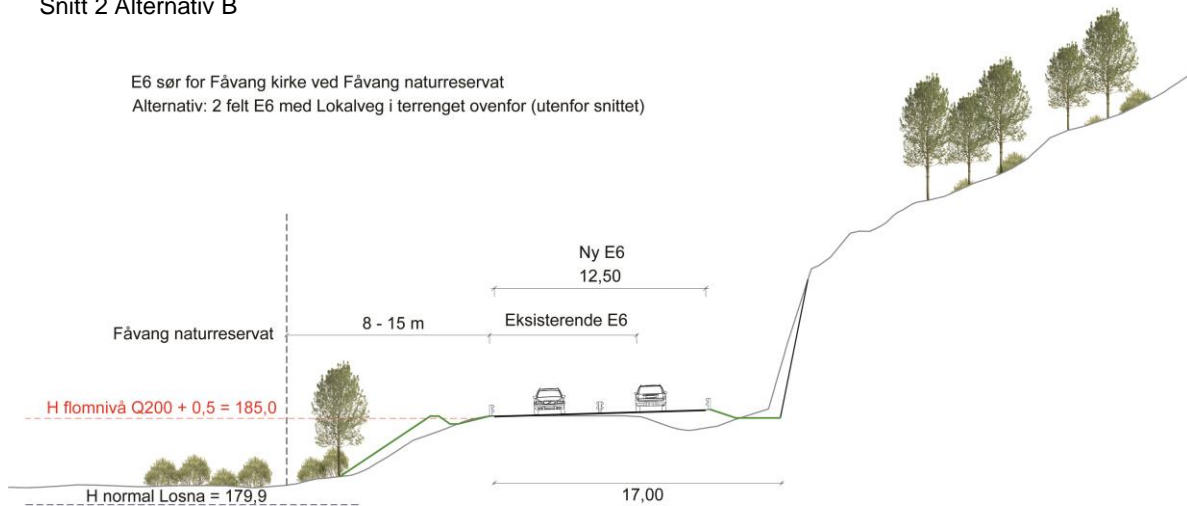 Snitt 2 Alternativ B
E6 sør for Fåvang kirke ved Fåvang naturreservat
Alternativ: 2 felt E6 med Lokalveg i terrenget ovenfor (utenfor snittet)
Ny E6
12,50
Fåvang naturreservat
8 - 15 m
Eksisterende E6
H flomnivå Q200 + 0,5 = 185,0
H normal Losna = 179,9
17,00